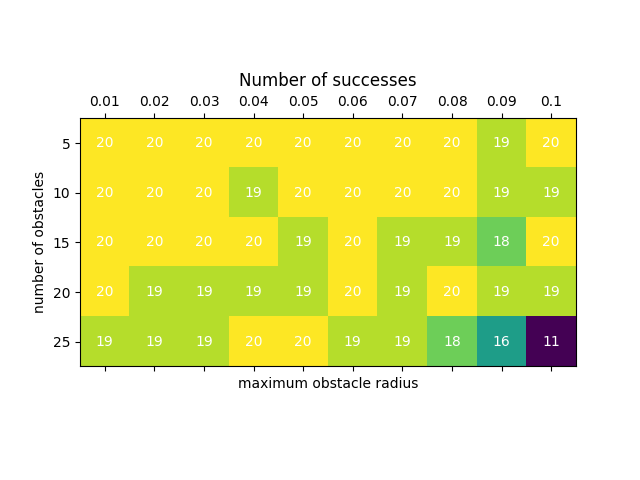 Number of successes
0.01 0.02 0.03 0.04 0.05 0.06 0.07 0.08 0.09 0.1
5 20 20 20 20 20 20 20 20 19 20
10 20 20 20 19 20 20 20 20 19 19
15 20 20 20 20 19 20 19 19 18 20
20 20 19 19 19 19 20 19 20 19 19
25 19 19 19 20 20 19 19 18 16 11
number of obstacles
maximum obstacle radius